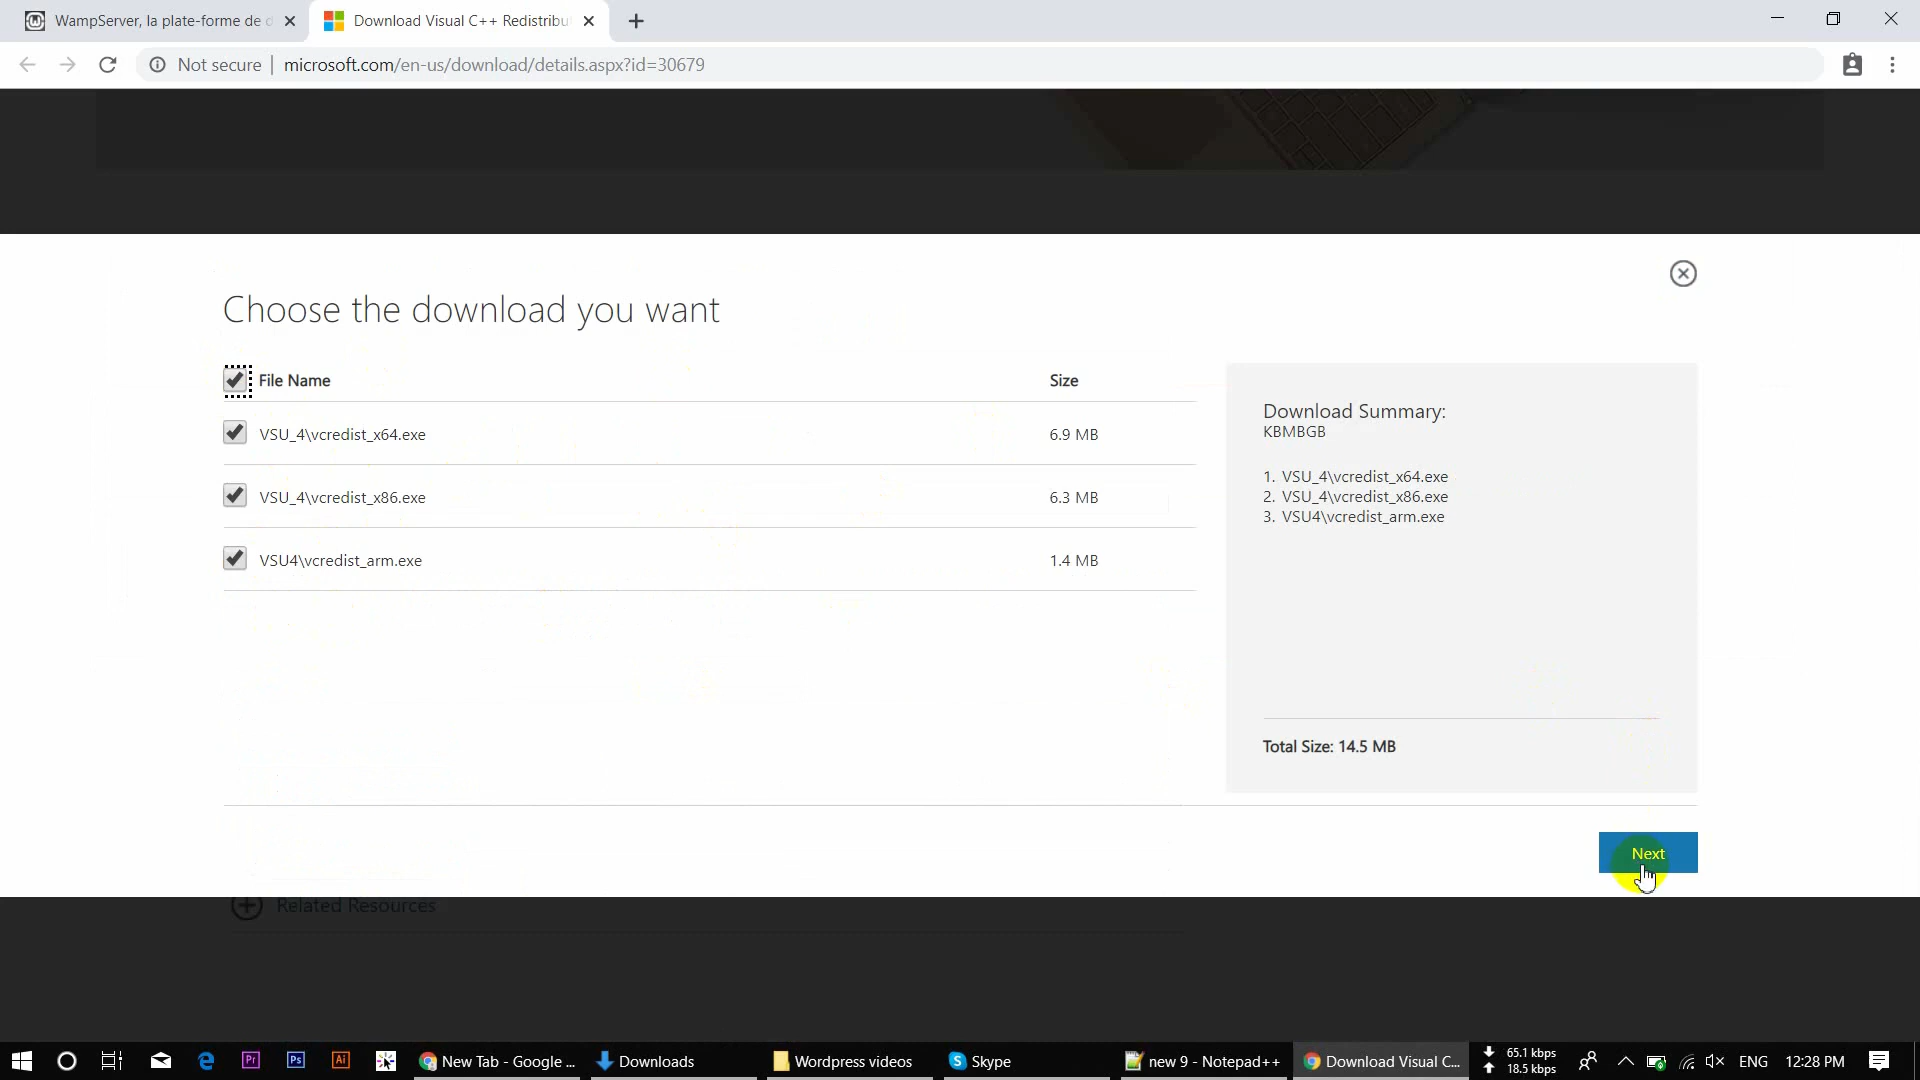 WampServer, la plate-forme de d
Download Visual C++ Redistribu
Not secure
microsoft.com/en-us/download/details.aspx?id=30679
Choose the download you want
File Name
Size
VSU_4\vcredist_x64.exe
6.9 MB
VSU_4\vcredist_x86.exe
6.3 MB
VSU4\vcredist_arm.exe
1.4 MB
Download Summary:
KBMBGB
1. VSU_4\vcredist_x64.exe
2. VSU_4\vcredist_x86.exe
3. VSU4\vcredist_arm.exe
Total Size: 14.5 MB
Next
Related Resources
Pr
Ps
Ai
New Tab - Google ...
Downloads
Wordpress videos
Skype
new 9 - Notepad++
Download Visual C...
65.1 kbps
18.5 kbps
ENG
12:28 PM